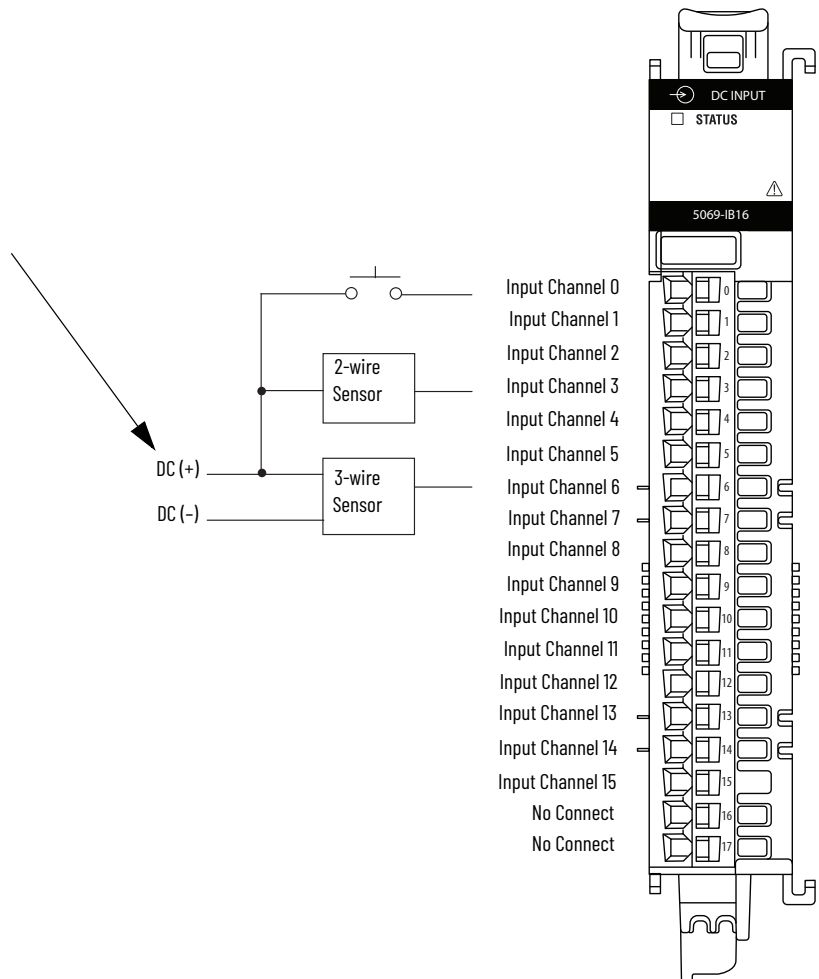 DC INPUT
STATUS
5069-IB16
Input Channel 0
0
Input Channel 1
1
2-wire
Sensor
Input Channel 2
2
Input Channel 3
3
Input Channel 4
4
Input Channel 5
5
DC (+)
DC (–)
3-wire
Sensor
Input Channel 6
6
Input Channel 7
7
Input Channel 8
8
Input Channel 9
9
Input Channel 10
10
Input Channel 11
11
Input Channel 12
12
Input Channel 13
13
Input Channel 14
14
Input Channel 15
15
No Connect
16
No Connect
17